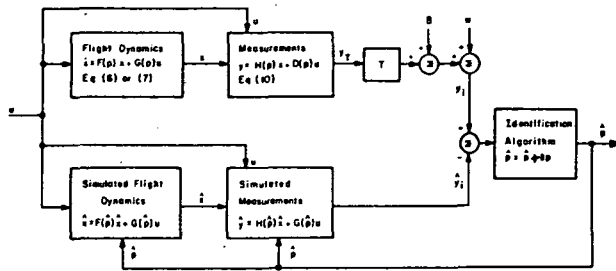 u
B
w
Flight Dynamics
ẋ = F(p) x + G(p) u
Eq (6) or (7)
x
Measurements
y = H(p) x + D(p) u
Eq (10)
y_T
T
+
+
Σ
+
+
Σ
y_i
u
Identification
Algorithm
p̂ = p̂ + δp
p̂
+
Σ
-
u
Simulated Flight
Dynamics
x̂ = F(p̂) x̂ + G(p̂) u
x̂
Simulated
Measurements
ŷ = H(p̂) x̂ + G(p̂) u
ŷ_i
p̂
p̂